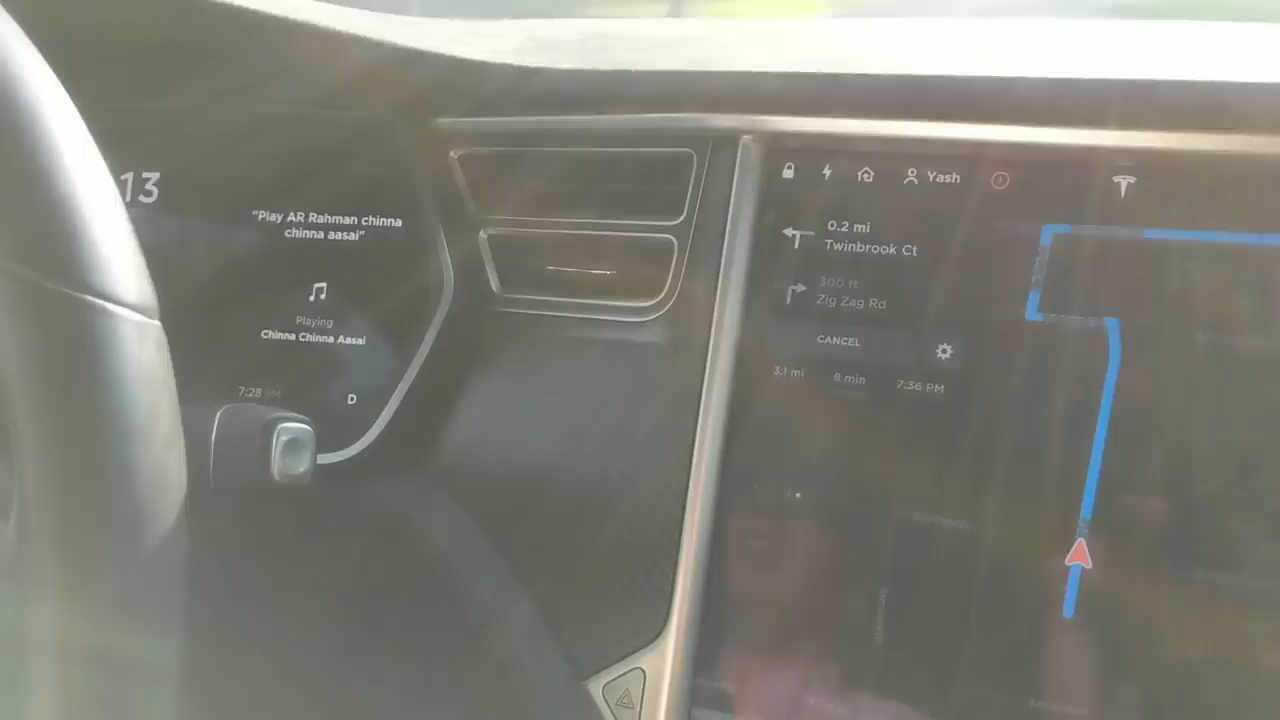 13
"Play AR Rahman chinna
chinna aasai"
Playing
Chinna Chinna Aasai
7:28 PM
D
Yash
0.2 mi
Twinbrook Ct
300 ft
Zig Zag Rd
CANCEL
3.1 mi 8 min 7:36 PM